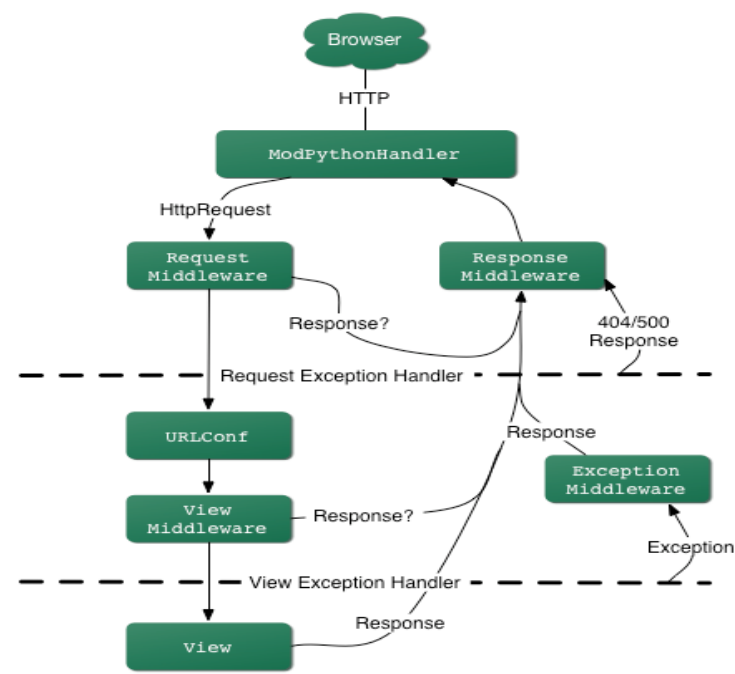 Browser
HTTP
ModPythonHandler
HttpRequest
Request
Middleware
Response
Middleware
Response?
404/500
Response
Request Exception Handler
URLConf
Response
Exception
Middleware
View
Middleware
Response?
Exception
View Exception Handler
Response
View